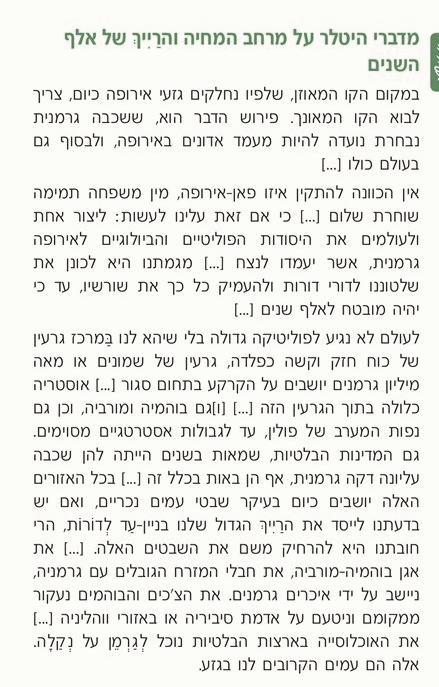 מדברי היטלר על מרחב המחיה והרַיְיךְ של אלף
השנים
במקום הקו המאוזן, שלפיו נחלקים גזעי אירופה כיום, צריך
לבוא הקו המאונך. פירוש הדבר הוא, ששכבה גרמנית
נבחרת נועדה להיות מעמד אדונים באירופה, ולבסוף גם
בעולם כולו [...]
אין הכוונה להתקין איזו פאן-אירופה, מין משפחה תמימה
שוחרת שלום [...] כי אם זאת עלינו לעשות: ליצור אחת
ולעולמים את היסודות הפוליטיים והביולוגיים לאירופה
גרמנית, אשר יעמדו לנצח [...] מגמתנו היא לכונן את
שלטוננו לדורי דורות ולהעמיק כל כך את שורשיו, עד כי
יהיה מובטח לאלף שנים [...]
לעולם לא נגיע לפוליטיקה גדולה בלי שיהא לנו בַּמרכז גרעין
של כוח חזק וקשה כפלדה, גרעין של שמונים או מאה
מיליון גרמנים יושבים על הקרקע בתחום סגור [...] אוסטריה
כלולה בתוך הגרעין הזה [...] [ו]גם בוהמיה ומורביה, וכן גם
נפות המערב של פולין, עד לגבולות אסטרטגיים מסוימים.
גם המדינות הבלטיות, שמאות בשנים הייתה להן שכבה
עליונה דקה גרמנית, אף הן באות בכלל זה [...] בכל האזורים
האלה יושבים כיום בעיקר שבטי עמים נכריים, ואם יש
בדעתנו לייסד את הרַיְיךְ הגדול שלנו בניין-עַד לְדוֹרוֹת, הרי
חובתנו היא להרחיק משם את השבטים האלה. [...] את
אגן בוהמיה-מורביה, את חבלי המזרח הגובלים עם גרמניה,
ניישב על ידי איכרים גרמנים. את הצ'כים והבוהמים נעקור
ממקומם וניטעם על אדמת סיביריה או באזורי ווהליניה [...]
את האוכלוסייה בארצות הבלטיות נוכל לְגַרְמֵן על נְקַלָּה.
אלה הם עמים הקרובים לנו בגזע.